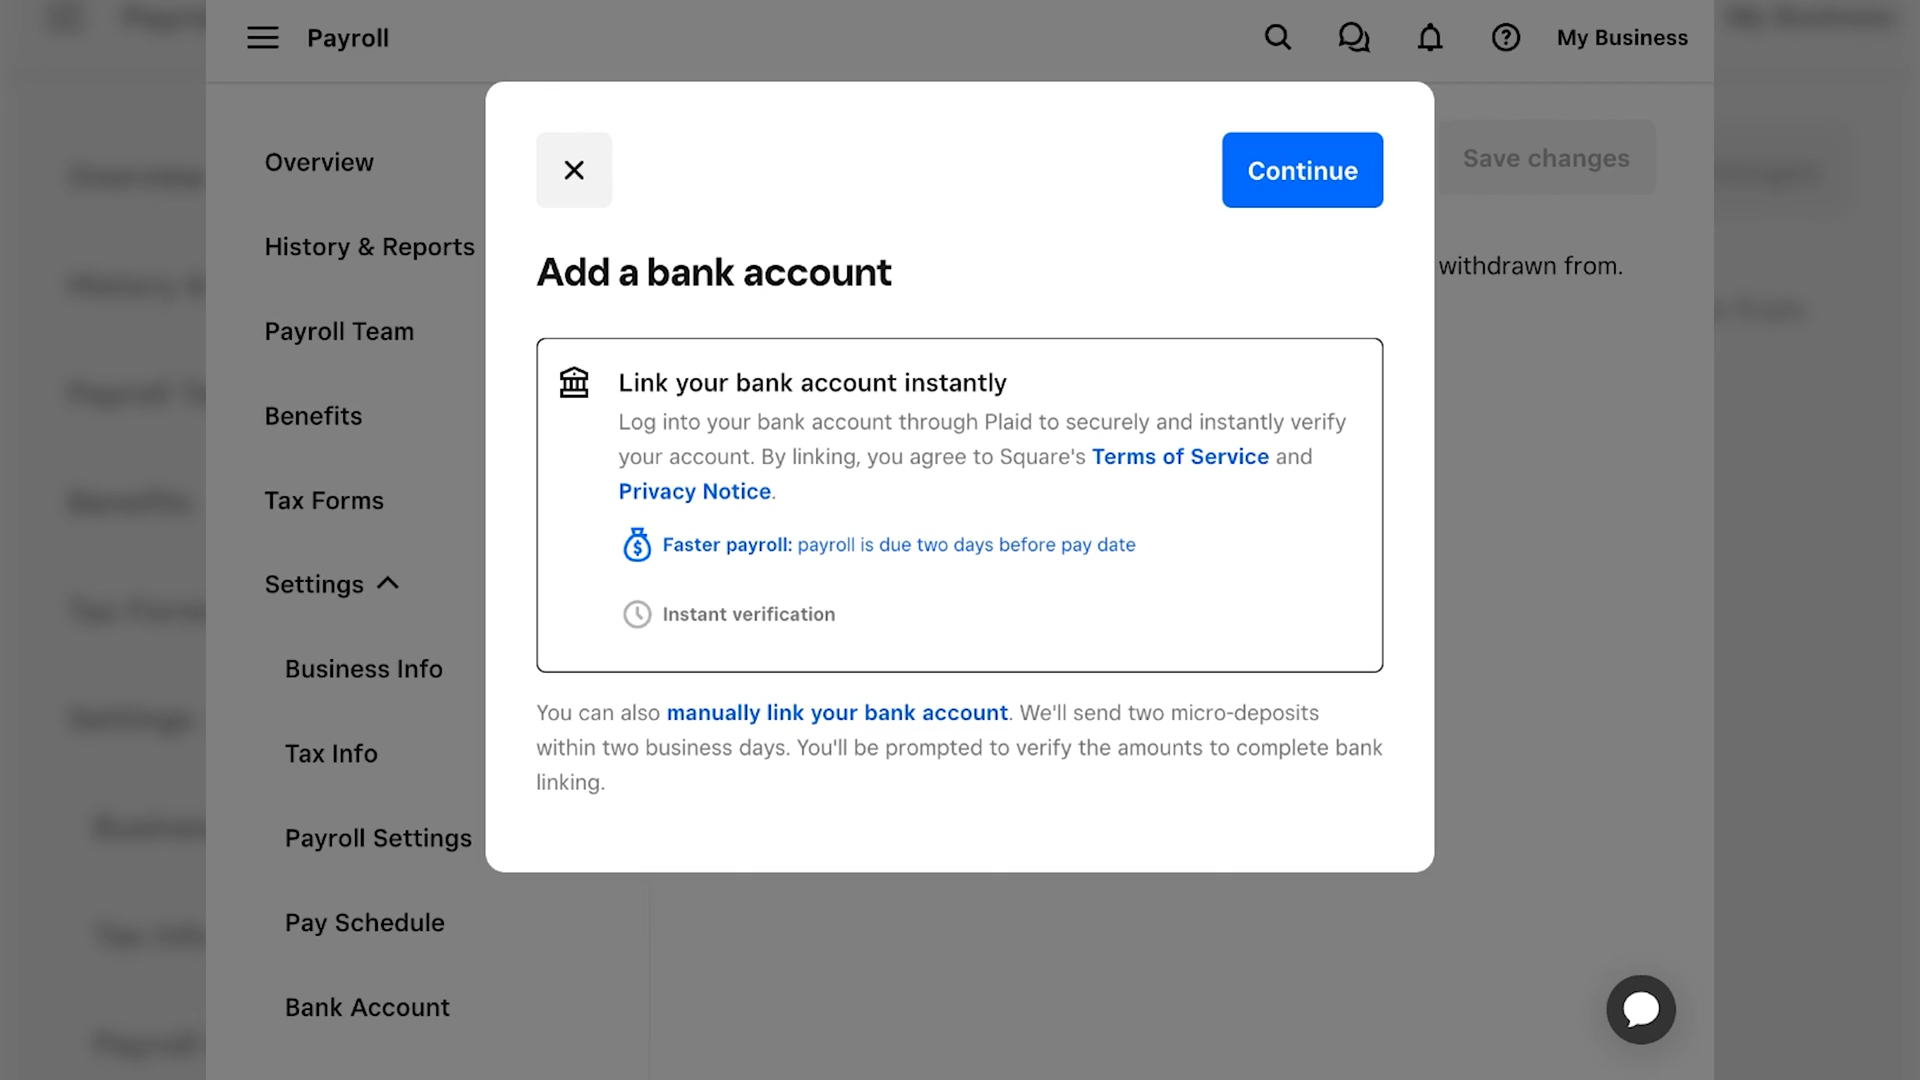 Payroll
My Business
Overview
History & Reports
Payroll Team
Benefits
Tax Forms
Settings
Business Info
Tax Info
Payroll Settings
Pay Schedule
Bank Account
Save changes
withdrawn from.
Continue
Add a bank account
Link your bank account instantly
Log into your bank account through Plaid to securely and instantly verify
your account. By linking, you agree to Square's Terms of Service and
Privacy Notice.
Faster payroll: payroll is due two days before pay date
Instant verification
You can also manually link your bank account. We'll send two micro-deposits
within two business days. You'll be prompted to verify the amounts to complete bank
linking.